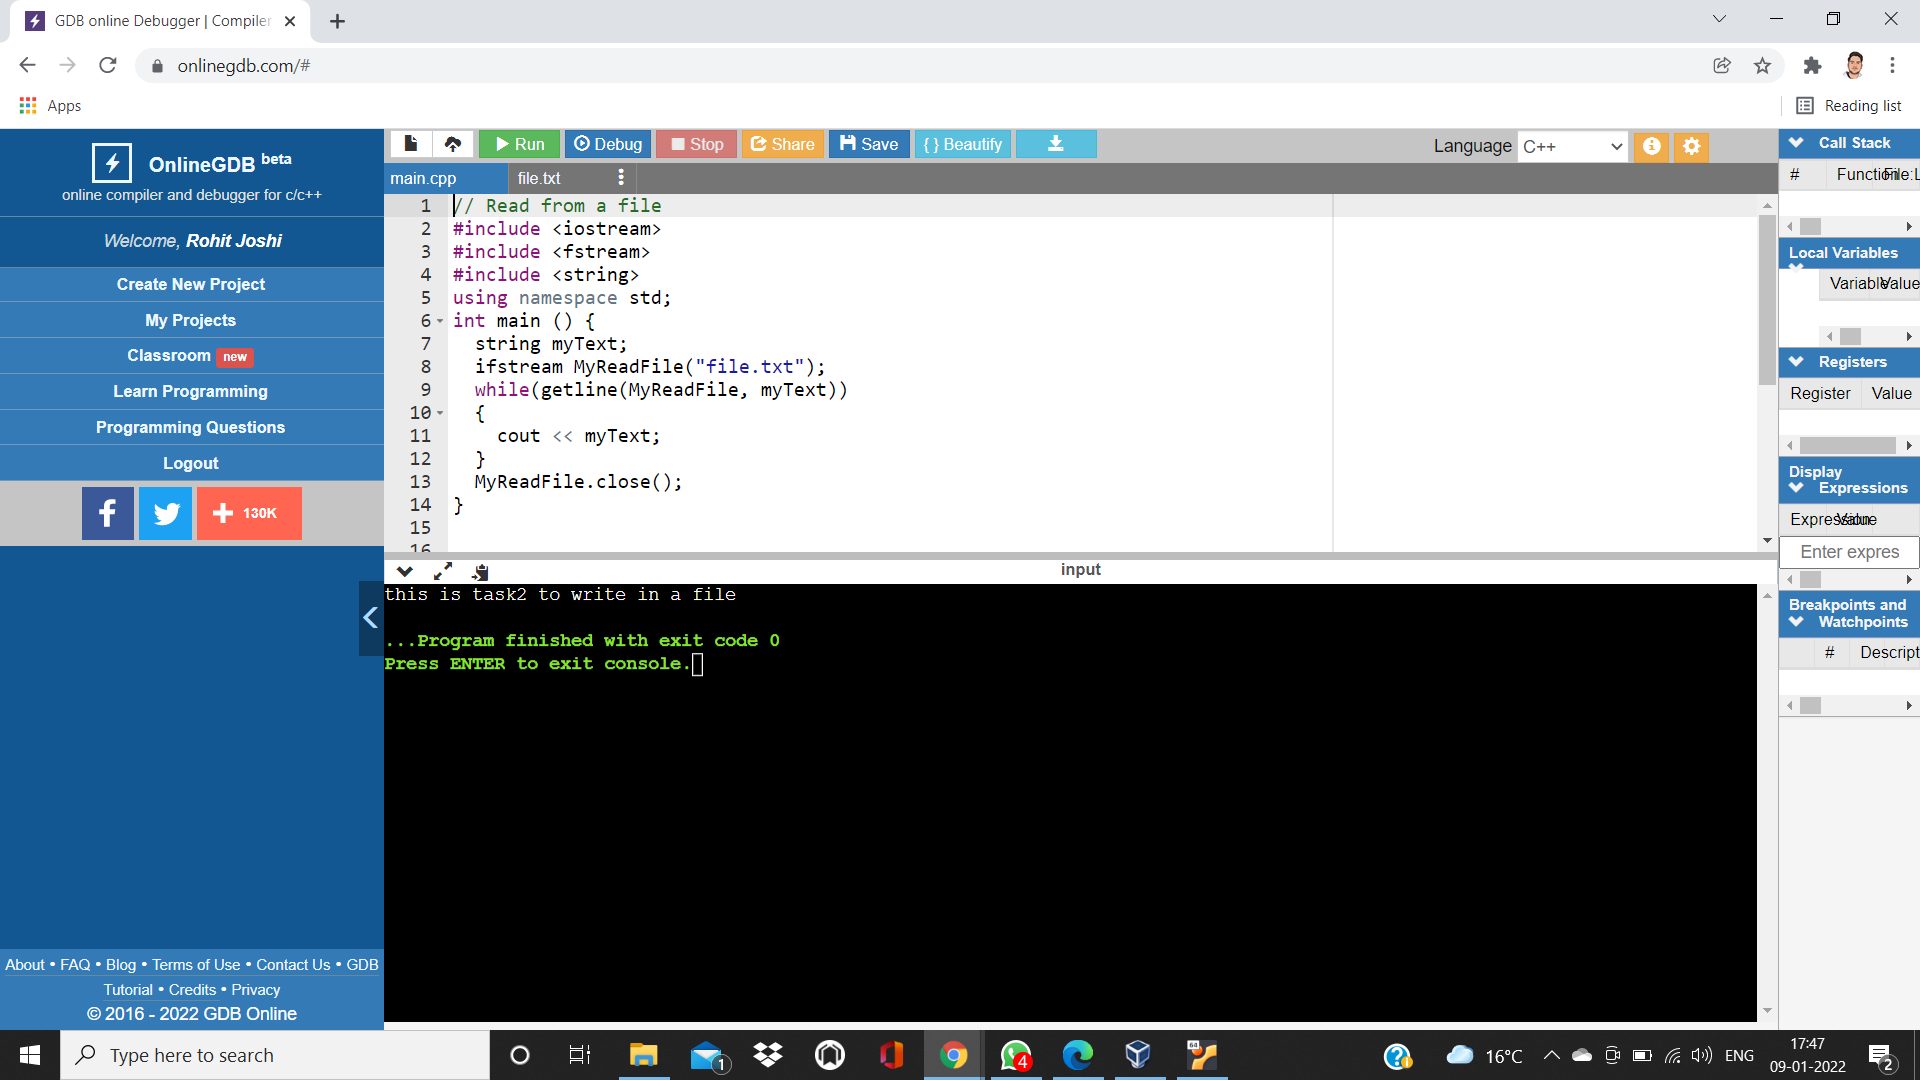 GDB online Debugger | Compiler
onlinegdb.com/#
Apps
Reading list
OnlineGDB beta
online compiler and debugger for c/c++
Welcome, Rohit Joshi
Create New Project
My Projects
Classroom new
Learn Programming
Programming Questions
Logout
130K
About • FAQ • Blog • Terms of Use • Contact Us • GDB
Tutorial • Credits • Privacy
© 2016 - 2022 GDB Online
Run Debug Stop Share Save { } Beautify
Language C++
main.cpp file.txt
1 // Read from a file
2 #include <iostream>
3 #include <fstream>
4 #include <string>
5 using namespace std;
6 int main () {
7 string myText;
8 ifstream MyReadFile("file.txt");
9 while(getline(MyReadFile, myText))
10 {
11 cout << myText;
12 }
13 MyReadFile.close();
14 }
15
16
input
this is task2 to write in a file
...Program finished with exit code 0
Press ENTER to exit console.
Call Stack
# Function File:L
Local Variables
Variable Value
Registers
Register Value
Display
Expressions
Expression Value
Enter expres
Breakpoints and
Watchpoints
# Descript
Type here to search
1
4
64
16°C
ENG
17:47
09-01-2022
2